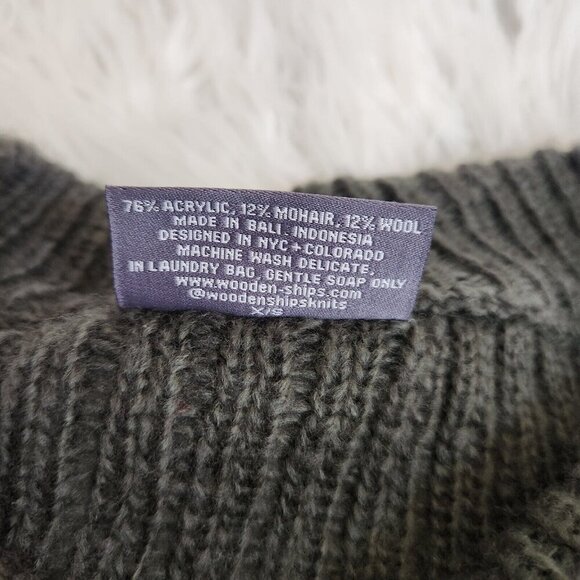 76% ACRYLIC, 12% MOHAIR, 12% WOOL
MADE IN BALI, INDONESIA
DESIGNED IN NYC + COLORADO
MACHINE WASH DELICATE,
IN LAUNDRY BAG, GENTLE SOAP ONLY
www.wooden-ships.com
@woodenshipsknits
X/S